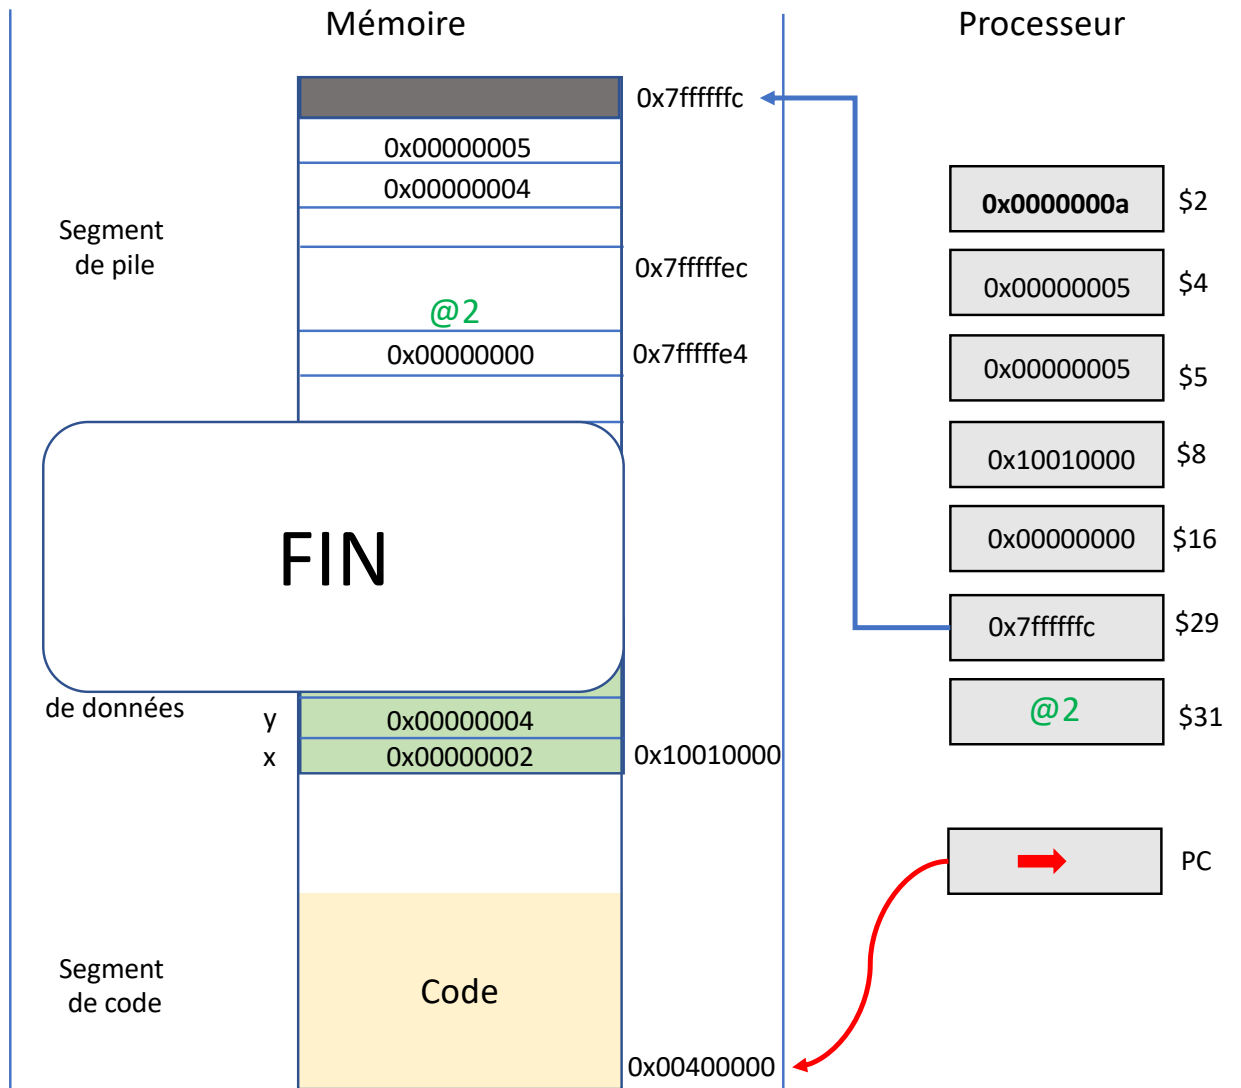 Mémoire
Processeur
0x7ffffffc
0x00000005
0x00000004
Segment
de pile
0x7fffffec
@2
0x00000000
0x7fffffe4
FIN
de données
y
0x00000004
x
0x00000002
0x10010000
Segment
de code
Code
0x00400000
0x0000000a
$2
0x00000005
$4
0x00000005
$5
0x10010000
$8
0x00000000
$16
0x7ffffffc
$29
@2
$31
PC